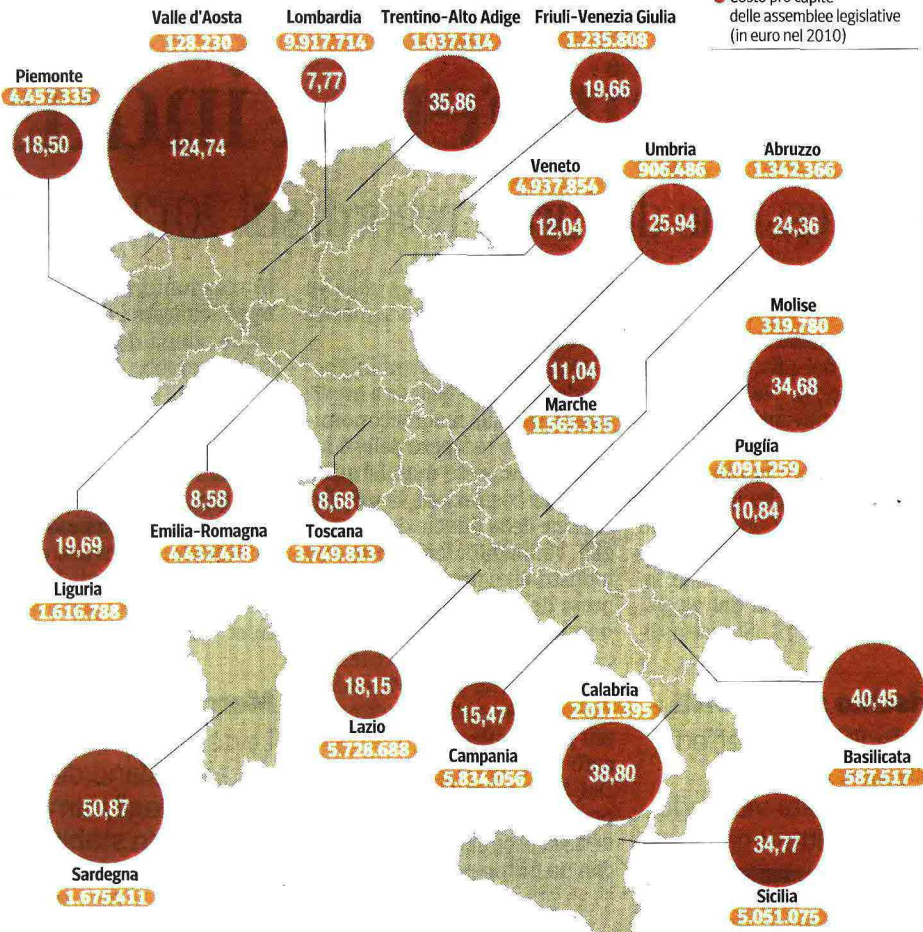 Costo pro capite
delle assemblee legislative
(in euro nel 2010)
Valle d'Aosta
128.230
124,74
Lombardia
9.917.714
7,77
Trentino-Alto Adige
1.037.114
35,86
Friuli-Venezia Giulia
1.235.808
19,66
Piemonte
4.457.335
18,50
Veneto
4.937.854
12,04
Umbria
906.486
25,94
Abruzzo
1.342.366
24,36
Molise
319.780
34,68
11,04
Marche
1.565.335
Puglia
4.091.259
10,84
8,58
Emilia-Romagna
4.432.418
8,68
Toscana
3.749.813
19,69
Liguria
1.616.788
18,15
Lazio
5.728.688
15,47
Campania
5.834.056
Calabria
2.011.395
38,80
40,45
Basilicata
587.517
50,87
Sardegna
1.675.411
34,77
Sicilia
5.051.075